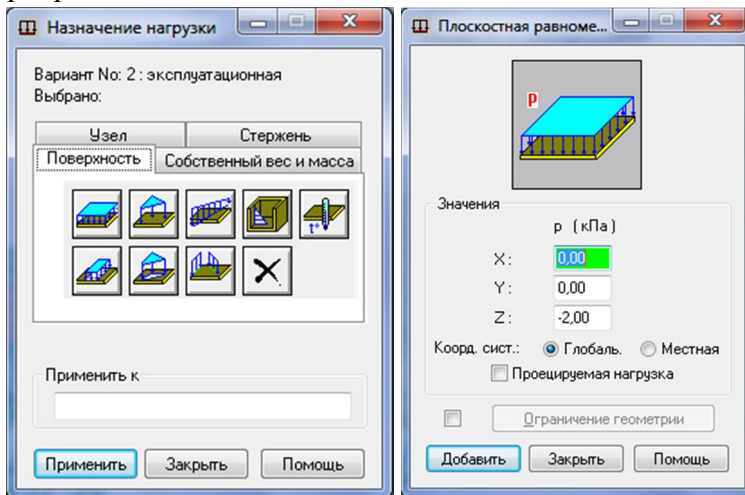 Назначение нагрузки
Вариант No: 2 : эксплуатационная
Выбрано:
Узел
Стержень
Поверхность
Собственный вес и масса
t°
Применить к
Применить
Закрыть
Помощь
Плоскостная равноме...
p
Значения
p (кПа)
X: 0,00
Y: 0,00
Z: -2,00
Коорд. сист.: Глобаль. Местная
Проецируемая нагрузка
Ограничение геометрии
Добавить
Закрыть
Помощь